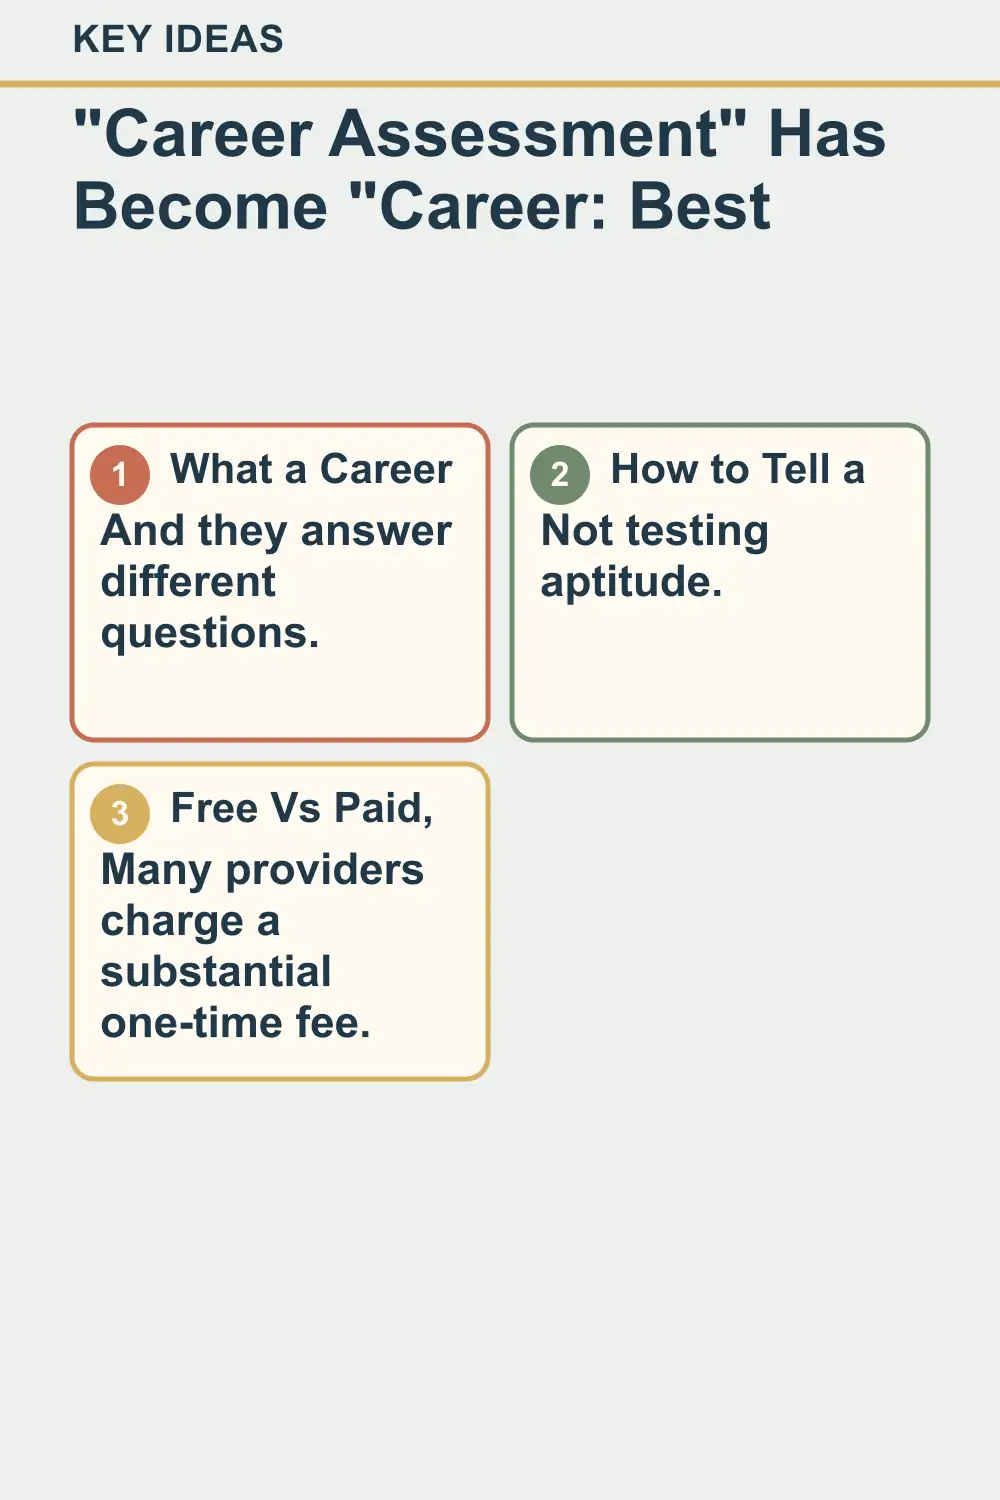 KEY IDEAS
"Career Assessment" Has
Become "Career: Best
1 What a Career
And they answer
different
questions.
2 How to Tell a
Not testing
aptitude.
3 Free Vs Paid,
Many providers
charge a
substantial
one-time fee.